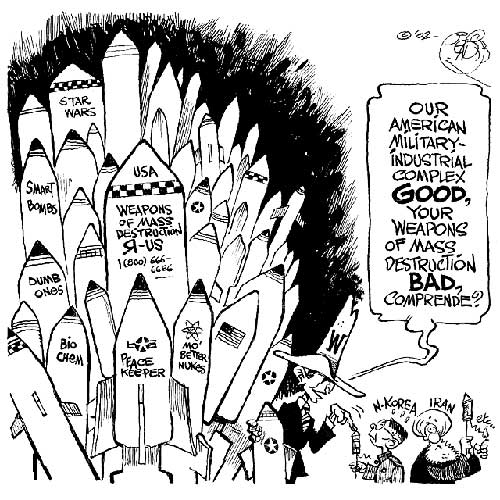 ©'02-
OUR
AMERICAN
MILITARY-
INDUSTRIAL
COMPLEX
GOOD,
YOUR
WEAPONS
OF MASS
DESTRUCTION
BAD,
COMPRENDE?
STAR
WARS
SMART
BOMBS
USA
WEAPONS
OF MASS
DESTRUCTION
Я-US
1(800) 666-
6666
DUMB
ONES
BIO
CHEM
PEACE
KEEPER
MO'
BETTER
NUKES
W
N-KOREA
IRAN